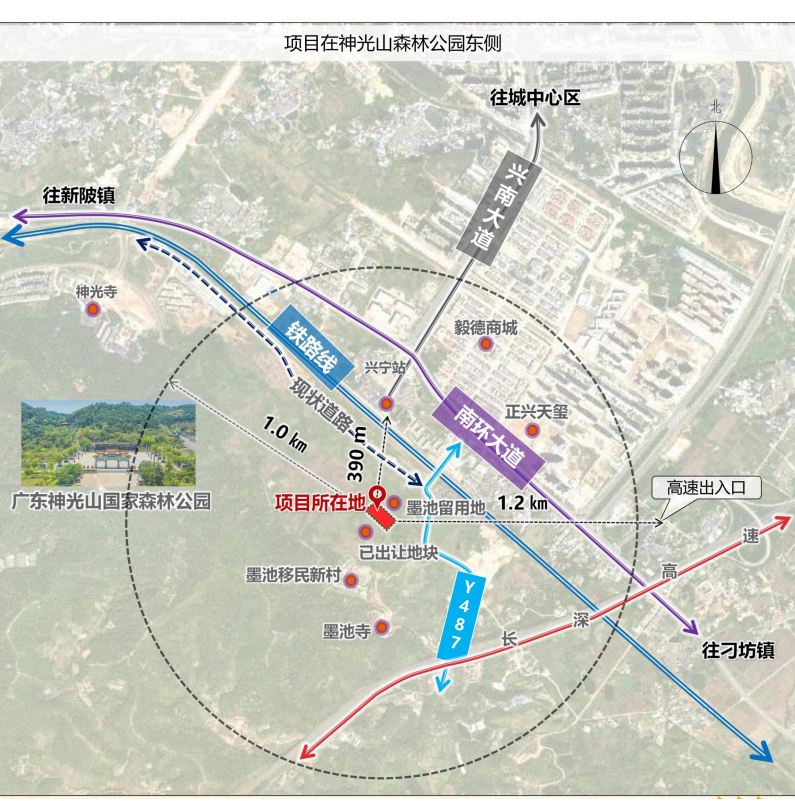 项目在神光山森林公园东侧
往城中心区
北
兴南大道
往新陂镇
神光寺
铁路线
毅德商城
兴宁站
现状道路
南环大道
正兴天玺
1.0 km
390 m
广东神光山国家森林公园
项目所在地
墨池留用地
1.2 km
高速出入口
已出让地块
墨池移民新村
Y487
墨池寺
长深高速
往刁坊镇